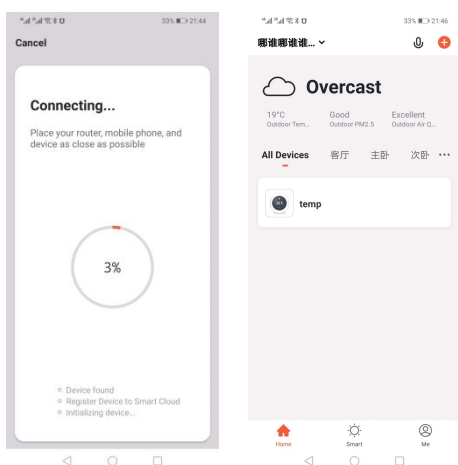 33% 21:44
Cancel
Connecting...
Place your router, mobile phone, and
device as close as possible
3%
Device found
Register Device to Smart Cloud
Initializing device...
33% 21:46
哪谁哪谁谁...
Overcast
19°C Good Excellent
Outdoor Tem... Outdoor PM2.5 Outdoor Air Q...
All Devices 客厅 主卧 次卧 ...
temp
Home Smart Me